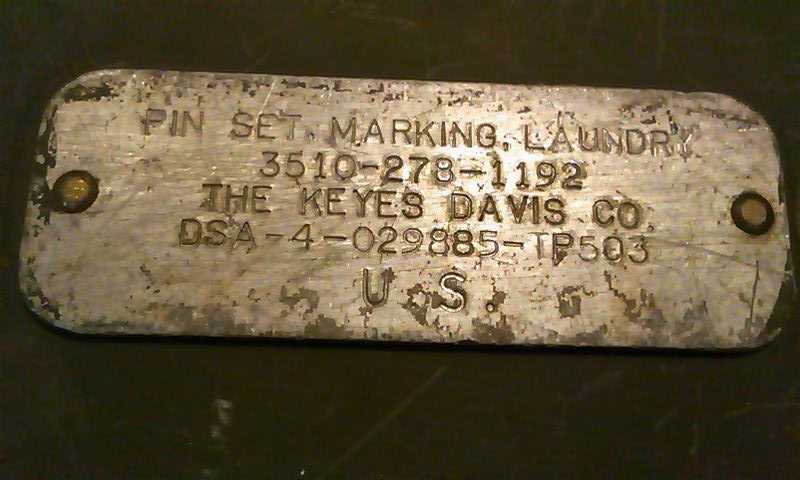 PIN SET, MARKING, LAUNDRY
3510-278-1192
THE KEYES DAVIS CO.
DSA-4-029885-TP503
U.S.